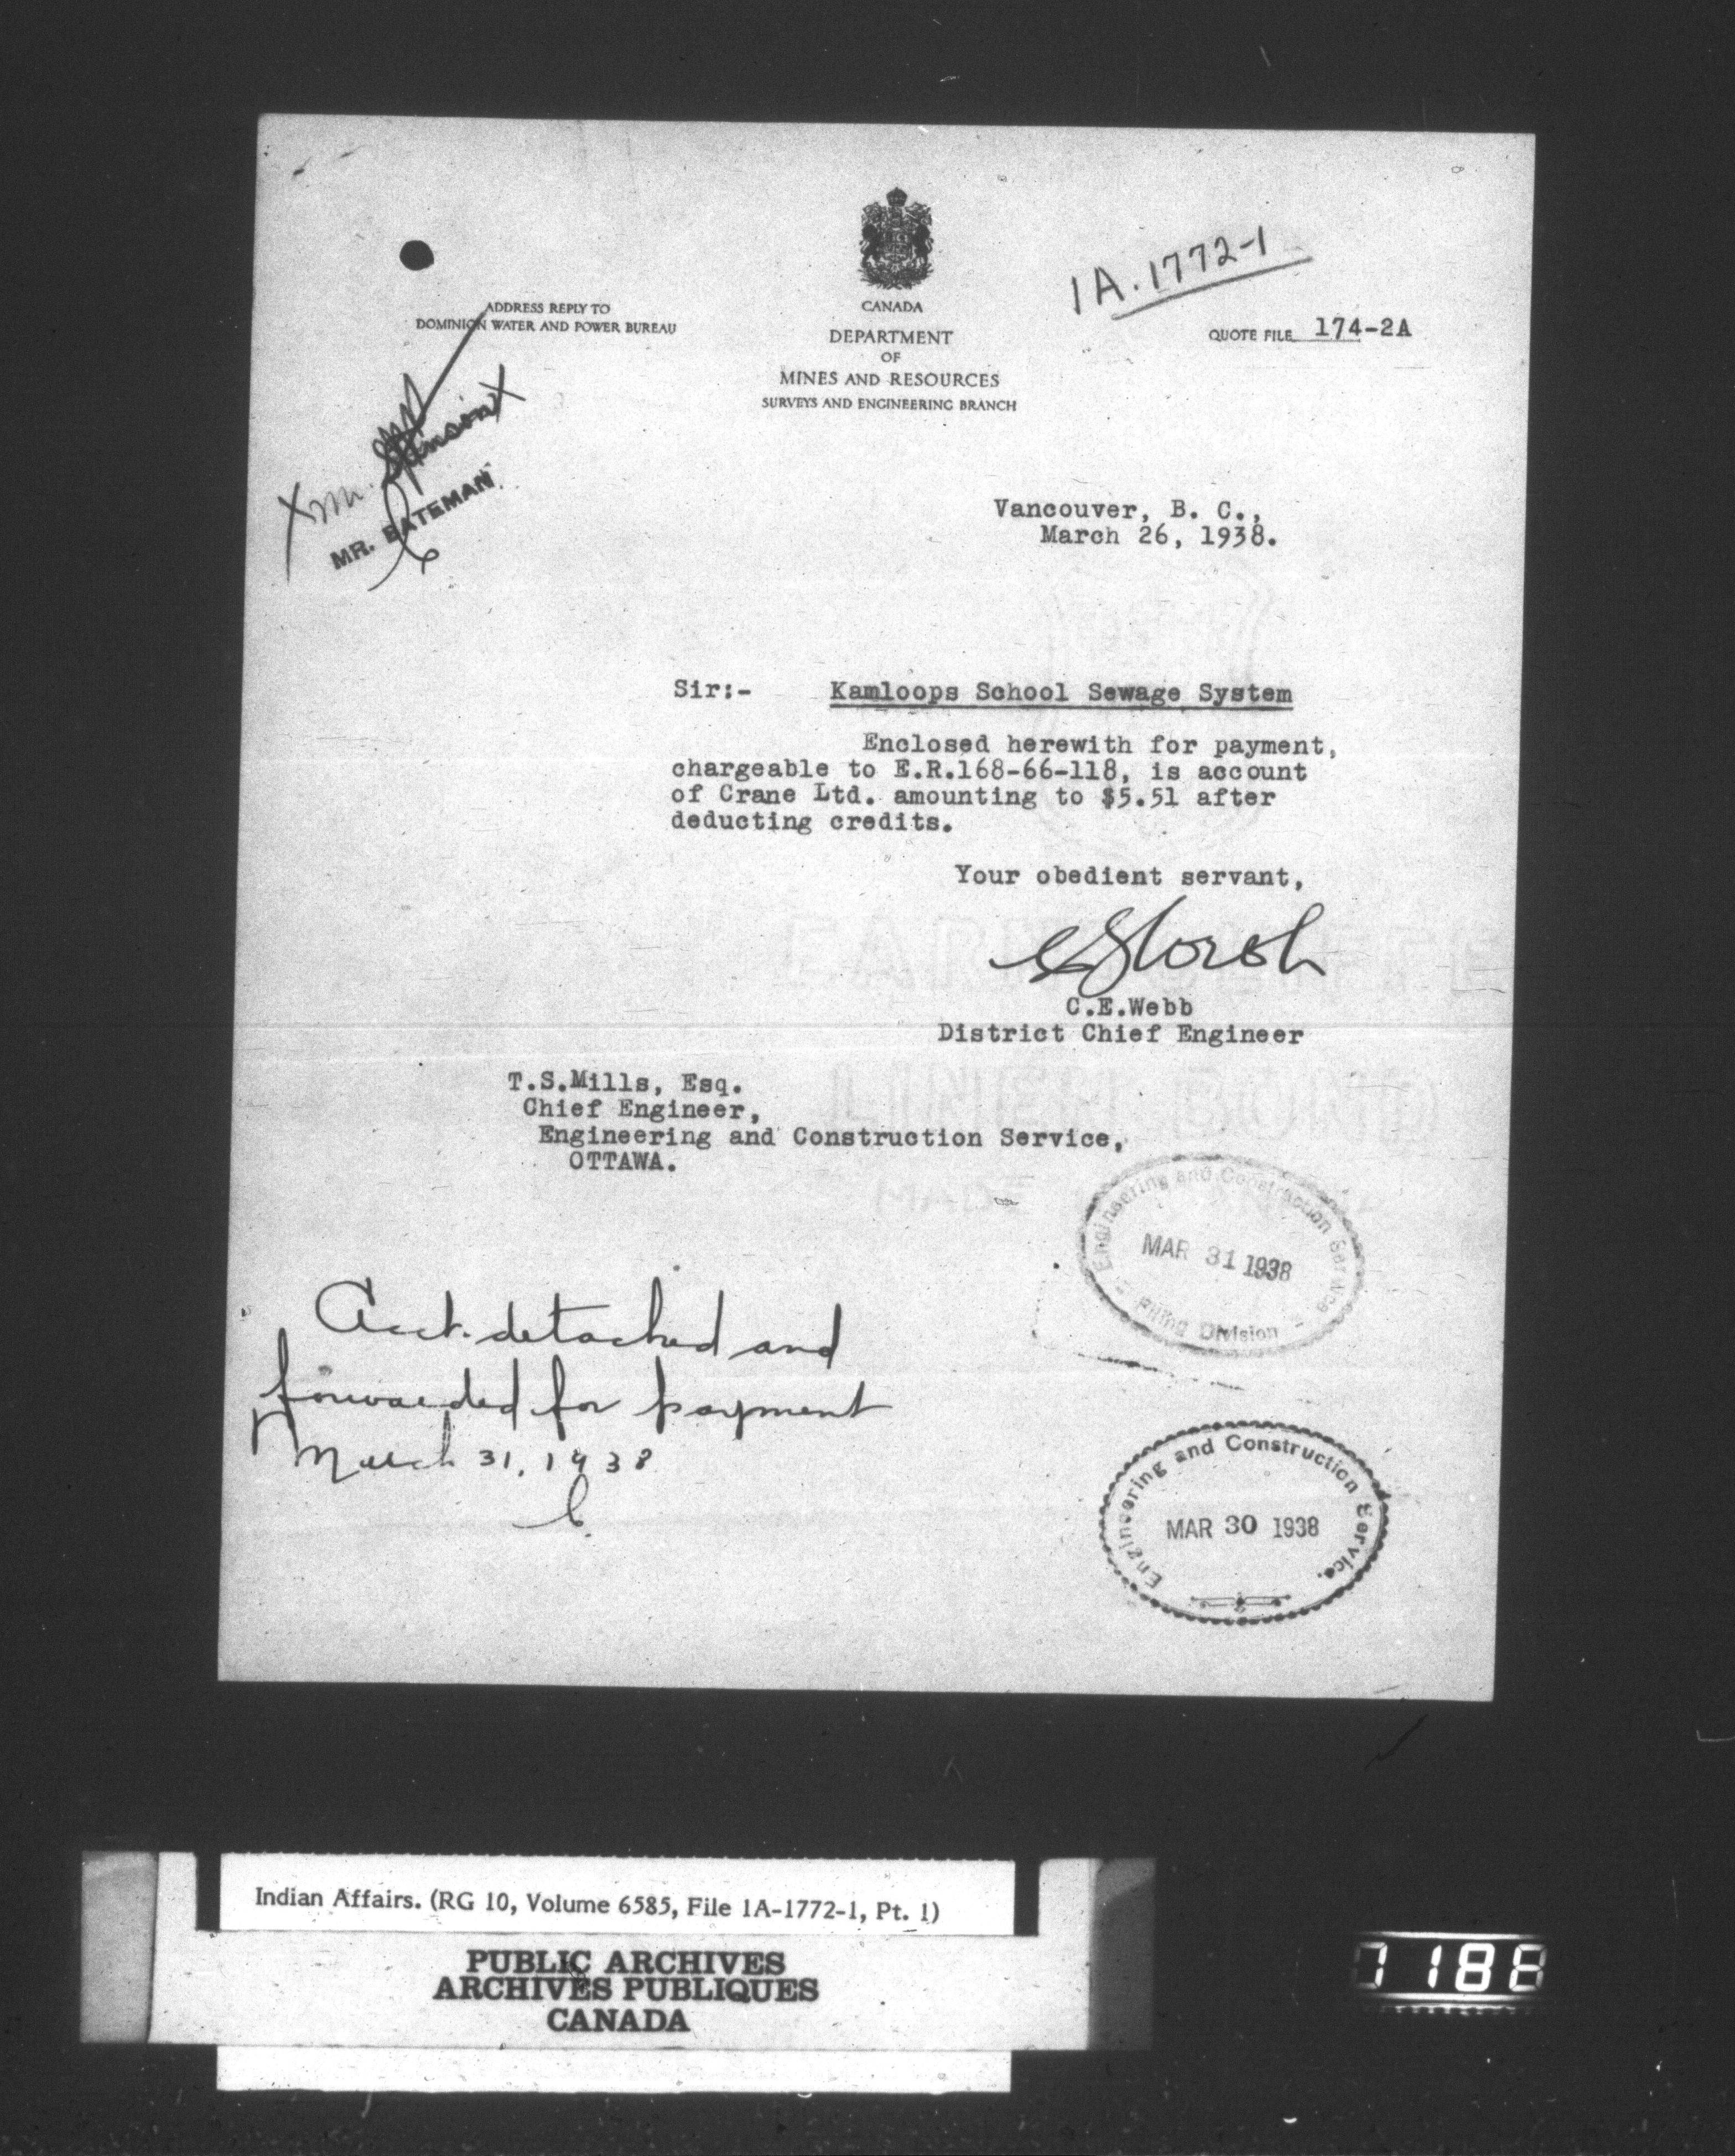 CANADA
DEPARTMENT
OF
MINES AND RESOURCES
SURVEYS AND ENGINEERING BRANCH
ADDRESS REPLY TO
DOMINION WATER AND POWER BUREAU
1A.1772-1
QUOTE FILE 174-2A
MR. BATEMAN
Vancouver, B. C.,
March 26, 1938.
Sir:- Kamloops School Sewage System
Enclosed herewith for payment,
chargeable to E.R.168-66-118, is account
of Crane Ltd. amounting to $5.51 after
deducting credits.
Your obedient servant,
C.E.Webb
District Chief Engineer
T.S.Mills, Esq.
Chief Engineer,
Engineering and Construction Service,
OTTAWA.
Engineering and Construction Service
MAR 31 1938
Filing Division
Acct. detached and
forwarded for payment
March 31, 1938
Engineering and Construction Service.
MAR 30 1938
Indian Affairs. (RG 10, Volume 6585, File 1A-1772-1, Pt. 1)
PUBLIC ARCHIVES
ARCHIVES PUBLIQUES
CANADA